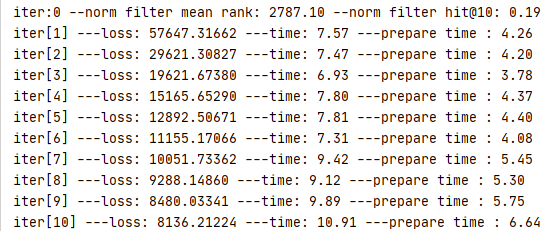 iter:0 --norm filter mean rank: 2787.10 --norm filter hit@10: 0.19
iter[1] ---loss: 57647.31662 ---time: 7.57 ---prepare time : 4.26
iter[2] ---loss: 29621.30827 ---time: 7.47 ---prepare time : 4.20
iter[3] ---loss: 19621.67380 ---time: 6.93 ---prepare time : 3.78
iter[4] ---loss: 15165.65290 ---time: 7.80 ---prepare time : 4.37
iter[5] ---loss: 12892.50671 ---time: 7.81 ---prepare time : 4.40
iter[6] ---loss: 11155.17066 ---time: 7.31 ---prepare time : 4.08
iter[7] ---loss: 10051.73362 ---time: 9.42 ---prepare time : 5.45
iter[8] ---loss: 9288.14860 ---time: 9.12 ---prepare time : 5.30
iter[9] ---loss: 8480.03341 ---time: 9.89 ---prepare time : 5.75
iter[10] ---loss: 8136.21224 ---time: 10.91 ---prepare time : 6.64